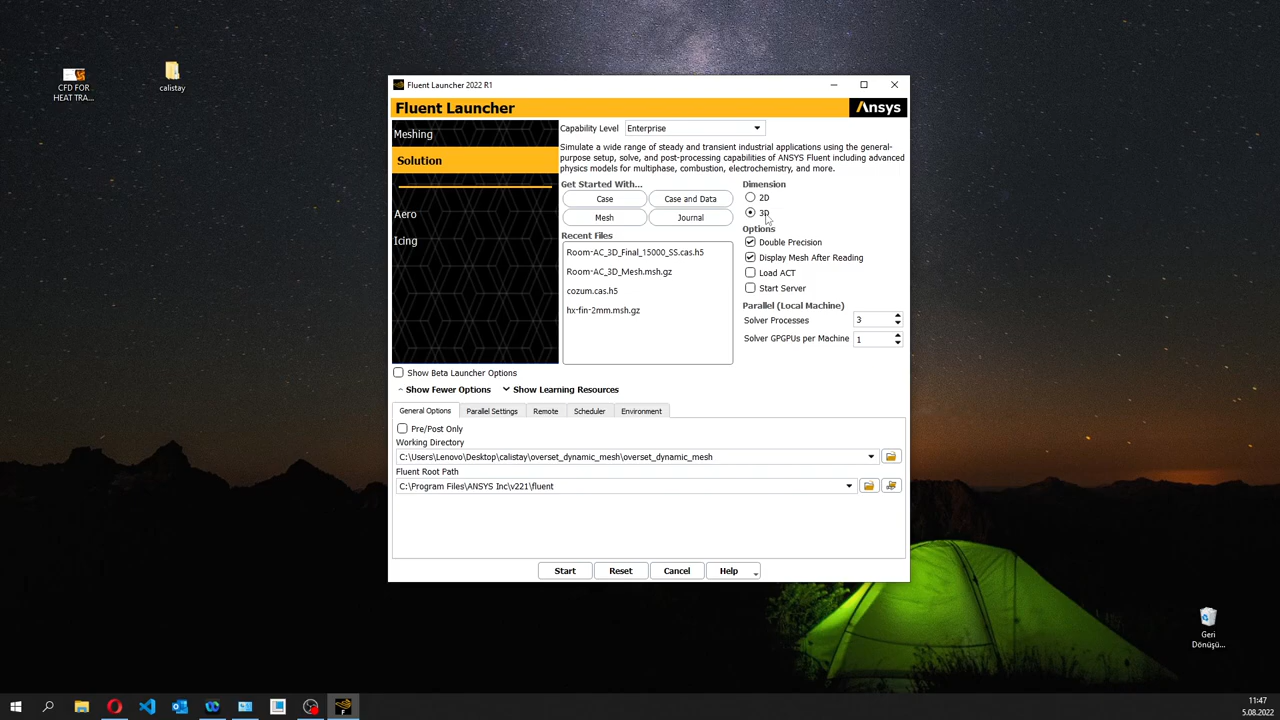 CFD FOR
HEAT TRA...
calistay
Fluent Launcher 2022 R1
Fluent Launcher
Ansys
Meshing
Solution
Aero
Icing
Capability Level
Enterprise
Simulate a wide range of steady and transient industrial applications using the general-
purpose setup, solve, and post-processing capabilities of ANSYS Fluent including advanced
physics models for multiphase, combustion, electrochemistry, and more.
Get Started With...
Case
Case and Data
Mesh
Journal
Recent Files
Room-AC_3D_Final_15000_SS.cas.h5
Room-AC_3D_Mesh.msh.gz
cozum.cas.h5
hx-fin-2mm.msh.gz
Dimension
2D
3D
Options
Double Precision
Display Mesh After Reading
Load ACT
Start Server
Parallel (Local Machine)
Solver Processes
3
Solver GPGPUs per Machine
1
Show Beta Launcher Options
Show Fewer Options
Show Learning Resources
General Options
Parallel Settings
Remote
Scheduler
Environment
Pre/Post Only
Working Directory
C:\Users\Lenovo\Desktop\calistay\overset_dynamic_mesh\overset_dynamic_mesh
Fluent Root Path
C:\Program Files\ANSYS Inc\v221\fluent
Start
Reset
Cancel
Help
Geri
Dönüşü...
F
11:47
5.08.2022